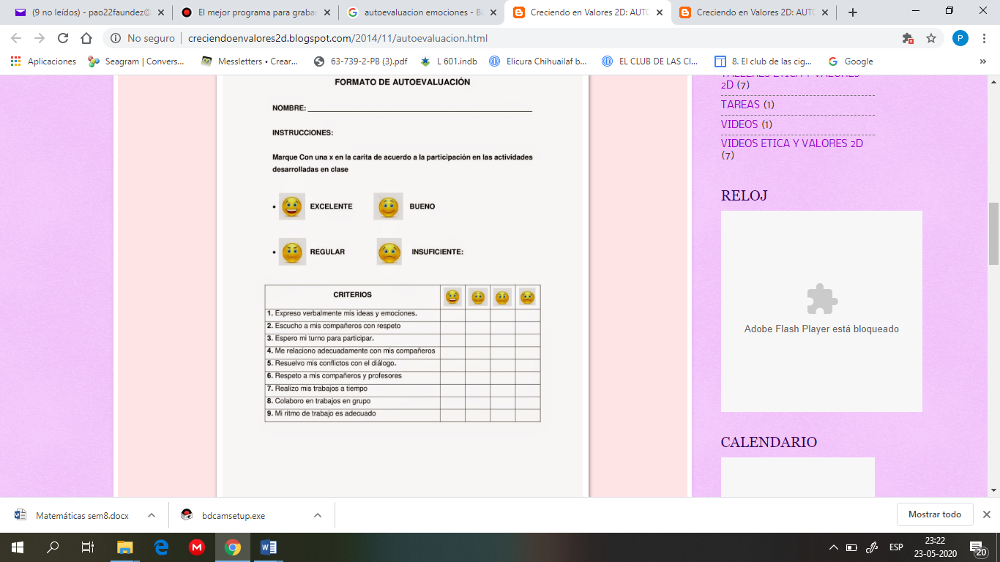 (9 no leídos) - pao22faundez@
El mejor programa para grabar
autoevaluacion emociones - Bu
Creciendo en Valores 2D: AUTO
Creciendo en Valores 2D: AUTO
No seguro
creciendoenvalores2d.blogspot.com/2014/11/autoevaluacion.html
P
Aplicaciones
Seagram | Convers...
Messletters • Crear...
63-739-2-PB (3).pdf
L 601.indb
Elicura Chihuailaf b...
EL CLUB DE LAS CI...
8. El club de las cig...
Google
»
FORMATO DE AUTOEVALUACIÓN
NOMBRE:
INSTRUCCIONES:
Marque Con una x en la carita de acuerdo a la participación en las actividades
desarrolladas en clase
• EXCELENTE BUENO
• REGULAR INSUFICIENTE:
CRITERIOS
1. Expreso verbalmente mis ideas y emociones.
2. Escucho a mis compañeros con respeto
3. Espero mi turno para participar.
4. Me relaciono adecuadamente con mis compañeros
5. Resuelvo mis conflictos con el diálogo.
6. Respeto a mis compañeros y profesores
7. Realizo mis trabajos a tiempo
8. Colaboro en trabajos en grupo
9. Mi ritmo de trabajo es adecuado
TALLERES ETICA Y VALORES
2D (7)
TAREAS (1)
VIDEOS (1)
VIDEOS ETICA Y VALORES 2D
(7)
RELOJ
Adobe Flash Player está bloqueado
CALENDARIO
Matemáticas sem8.docx
bdcamsetup.exe
Mostrar todo
ESP
23:22
23-05-2020
20